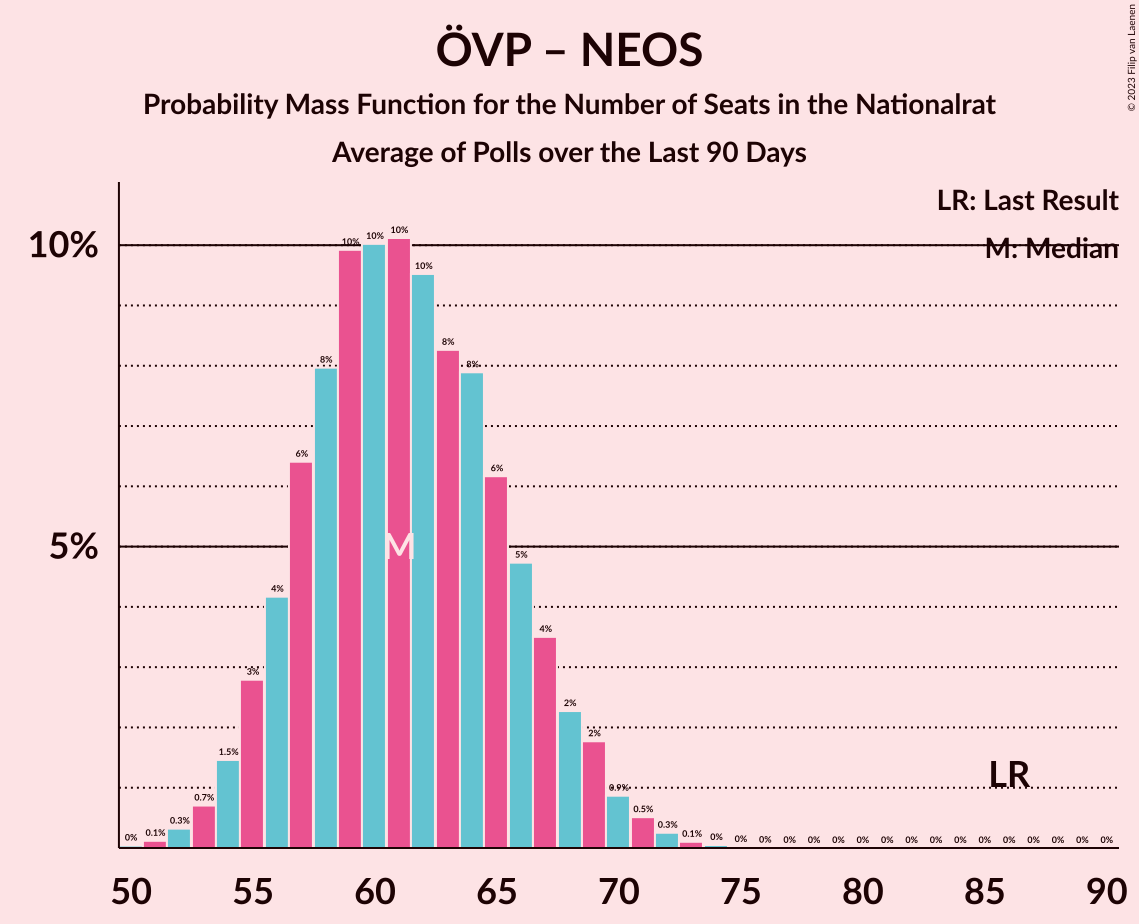 ÖVP – NEOS
Probability Mass Function for the Number of Seats in the Nationalrat
Average of Polls over the Last 90 Days
© 2023 Filip van Laenen
LR: Last Result
M: Median
10%
5%
0% 0.1% 0.3% 0.7% 1.5% 3% 4% 6% 8% 10% 10% 10% 10% 8% 8% 6% 5% 4% 2% 2% 0.9% 0.5% 0.3% 0.1% 0% 0% 0% 0% 0% 0% 0% 0% 0% 0% 0% 0% 0% 0% 0% 0% 0%
M
LR
50 55 60 65 70 75 80 85 90